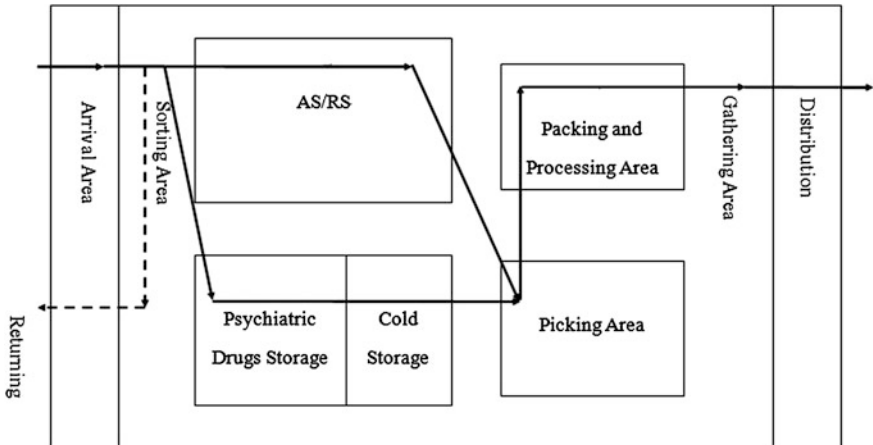 Arrival Area
Sorting Area
Returning
AS/RS
Psychiatric
Drugs Storage
Cold
Storage
Packing and
Processing Area
Picking Area
Gathering Area
Distribution